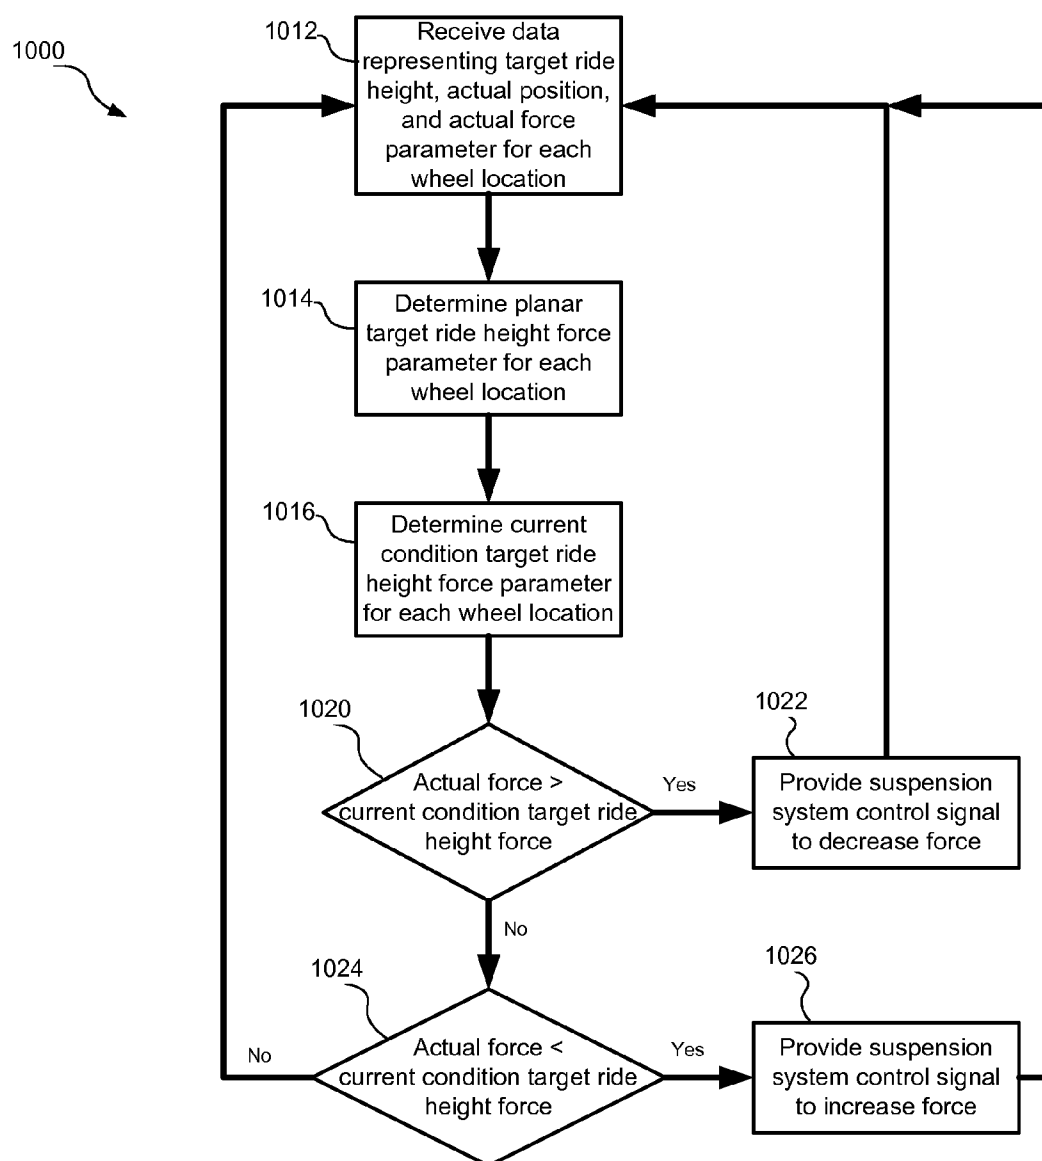 1000
1012
Receive data
representing target ride
height, actual position,
and actual force
parameter for each
wheel location
1014
Determine planar
target ride height force
parameter for each
wheel location
1016
Determine current
condition target ride
height force parameter
for each wheel location
1020
Actual force >
current condition target ride
height force
Yes
1022
Provide suspension
system control signal
to decrease force
No
1024
Actual force <
current condition target ride
height force
No
Yes
1026
Provide suspension
system control signal
to increase force